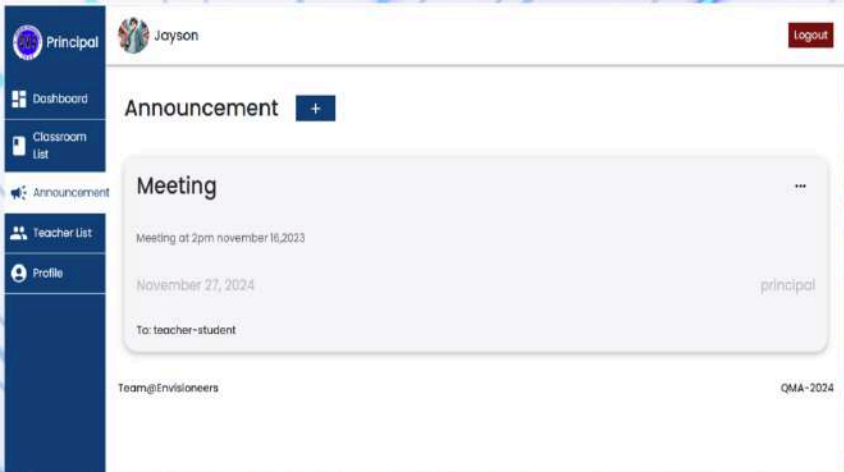 Principal
Jayson
Logout
Dashboard
Classroom
List
Announcement
Teacher List
Profile
Announcement +
Meeting
...
Meeting at 2pm november 16,2023
November 27, 2024
principal
To: teacher-student
Team@Envisioneers
QMA-2024